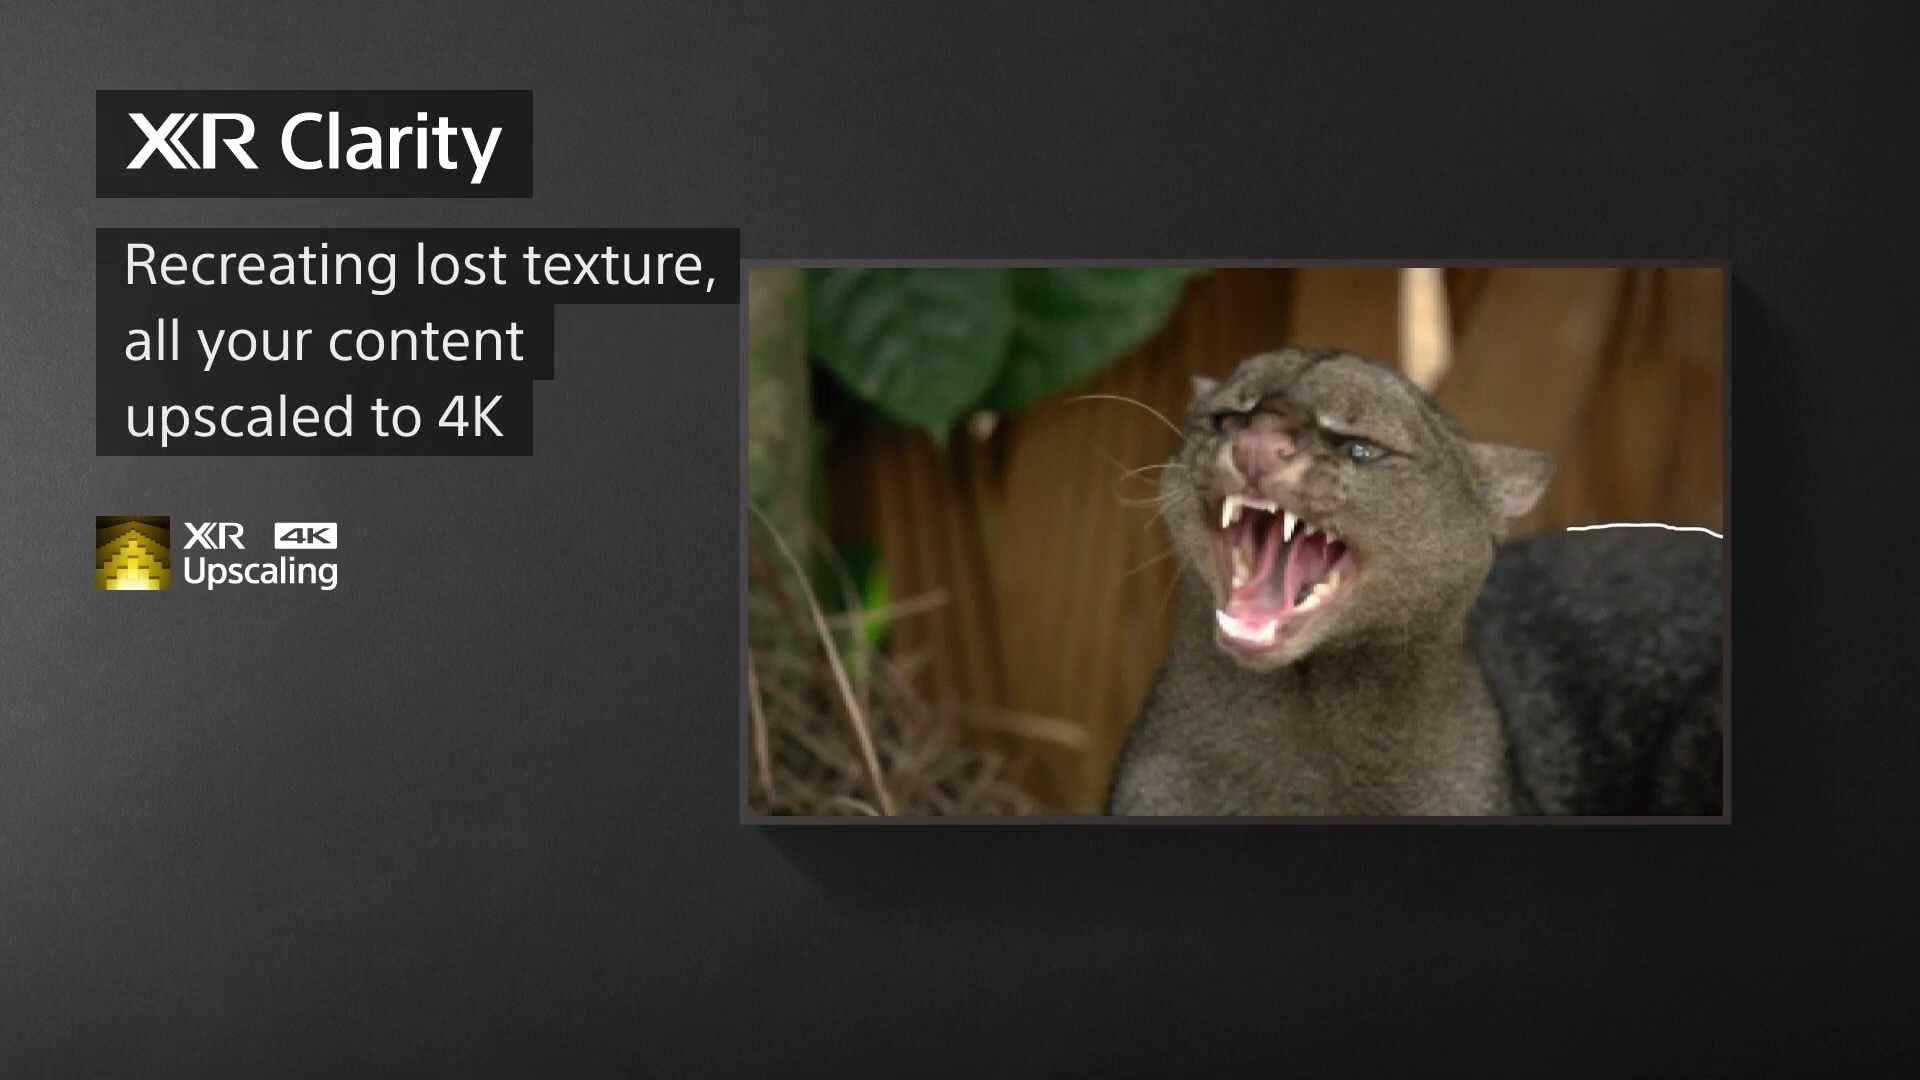 XR Clarity
Recreating lost texture,
all your content
upscaled to 4K
XR 4K
Upscaling